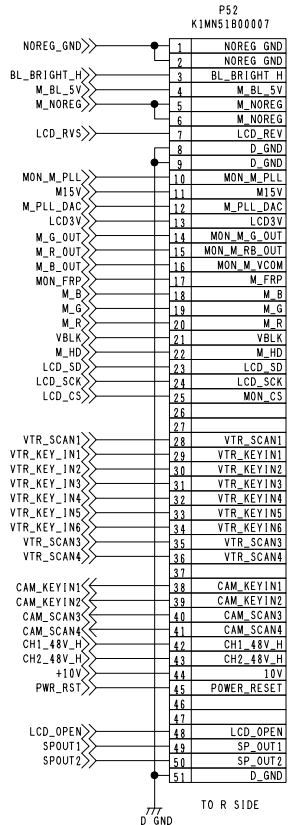 P52
K1MN51B00007
NOREG_GND 1 NOREG GND
2 NOREG GND
BL_BRIGHT_H 3 BL_BRIGHT H
M_BL_5V 4 M_BL_5V
M_NOREG 5 M_NOREG
6 M_NOREG
LCD_RVS 7 LCD_REV
8 D_GND
9 D_GND
MON_M_PLL 10 MON_M_PLL
M15V 11 M15V
M_PLL_DAC 12 M_PLL_DAC
LCD3V 13 LCD3V
M_G_OUT 14 MON_M_G_OUT
M_R_OUT 15 MON_M_RB_OUT
M_B_OUT 16 MON_M_VCOM
MON_FRP 17 M_FRP
M_B 18 M_B
M_G 19 M_G
M_R 20 M_R
VBLK 21 VBLK
M_HD 22 M_HD
LCD_SD 23 LCD_SD
LCD_SCK 24 LCD_SCK
LCD_CS 25 MON_CS
26
27
VTR_SCAN1 28 VTR_SCAN1
VTR_KEY_IN1 29 VTR_KEYIN1
VTR_KEY_IN2 30 VTR_KEYIN2
VTR_KEY_IN3 31 VTR_KEYIN3
VTR_KEY_IN4 32 VTR_KEYIN4
VTR_KEY_IN5 33 VTR_KEYIN5
VTR_KEY_IN6 34 VTR_KEYIN6
VTR_SCAN3 35 VTR_SCAN3
VTR_SCAN4 36 VTR_SCAN4
37
CAM_KEYIN1 38 CAM_KEYIN1
CAM_KEYIN2 39 CAM_KEYIN2
CAM_SCAN3 40 CAM_SCAN3
CAM_SCAN4 41 CAM_SCAN4
CH1_48V_H 42 CH1_48V_H
CH2_48V_H 43 CH2_48V_H
+10V 44 10V
PWR_RST 45 POWER_RESET
46
47
LCD_OPEN 48 LCD_OPEN
SPOUT1 49 SP_OUT1
SPOUT2 50 SP_OUT2
51 D_GND
D GND
TO R SIDE